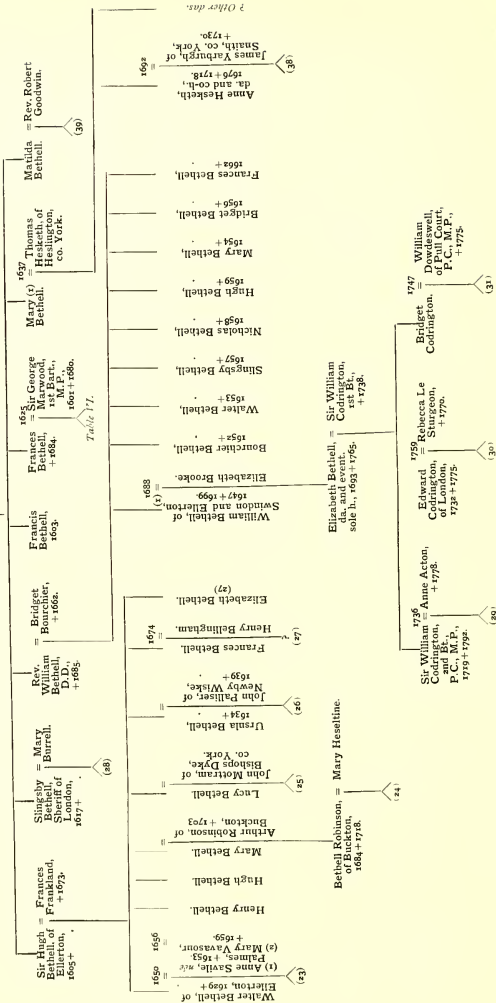 Sir Hugh
Bethell, of
Ellerton,
1605+
=
Frances
Frankland,
+1673.
Slingsby
Bethell,
Sheriff of
London,
1617+
=
Mary
Burrell.
(28)
Rev.
William
Bethell,
D.D.,
+1685.
=
Bridget
Bourchier,
+1662.
Francis
Bethell,
1603.
Frances
Bethell,
+1684.
1625
=
Sir George
Marwood,
1st Bart.,
M.P.,
1601+1680.
Table VI.
Mary (1)
Bethell.
1637
=
Thomas
Hesketh, of
Heslington,
co. York.
Matilda
Bethell.
=
Rev. Robert
Goodwin.
(39)
Walter Bethell, of
Ellerton, +1689.
1650
=
(1) Anne Savile, née
Palmes, +1653.
1656
(2) Mary Vavasour,
+1659.
(23)
Henry Bethell.
Hugh Bethell.
Mary Bethell.
Arthur Robinson, of
Buckton, +1703
Lucy Bethell.
John Mottram, of
Bishops Dyke,
co. York.
(25)
Ursula Bethell,
1634+
John Palliser, of
Newby Wiske,
1639+
(26)
Frances Bethell.
1674
Henry Bellingham.
(27)
Elizabeth Bethell.
(27)
William Bethell, of
Swindon and Ellerton,
1647+1699.
1688
(1)
Elizabeth Brooke.
Bourchier Bethell,
1652+
Walter Bethell,
1653+
Slingsby Bethell,
1657+
Nicholas Bethell,
1658+
Hugh Bethell,
1659+
Mary Bethell,
1654+
Bridget Bethell,
1656+
Frances Bethell,
1662+
Anne Hesketh,
da. and co-h.,
1676+1718.
1692
=
James Yarburgh, of
Snaith, co. York,
+1730.
(38)
? Other das.
Bethell Robinson,
of Buckton,
1684+1718.
=
Mary Heseltine.
(24)
Elizabeth Bethell,
da. and event.
sole h., 1693+1765.
=
Sir William
Codrington,
1st Bt.,
+1738.
Sir William
Codrington,
2nd Bt.
P.C., M.P.,
1719+1792.
1736
=
Anne Acton,
+1778.
(29)
Edward
Codrington,
of London,
1732+1775.
1759
=
Rebecca Le
Sturgeon,
+1770.
(30)
Bridget
Codrington.
1747
=
William
Dowdeswell,
of Pull Court,
P.C., M.P.,
+1775.
(31)